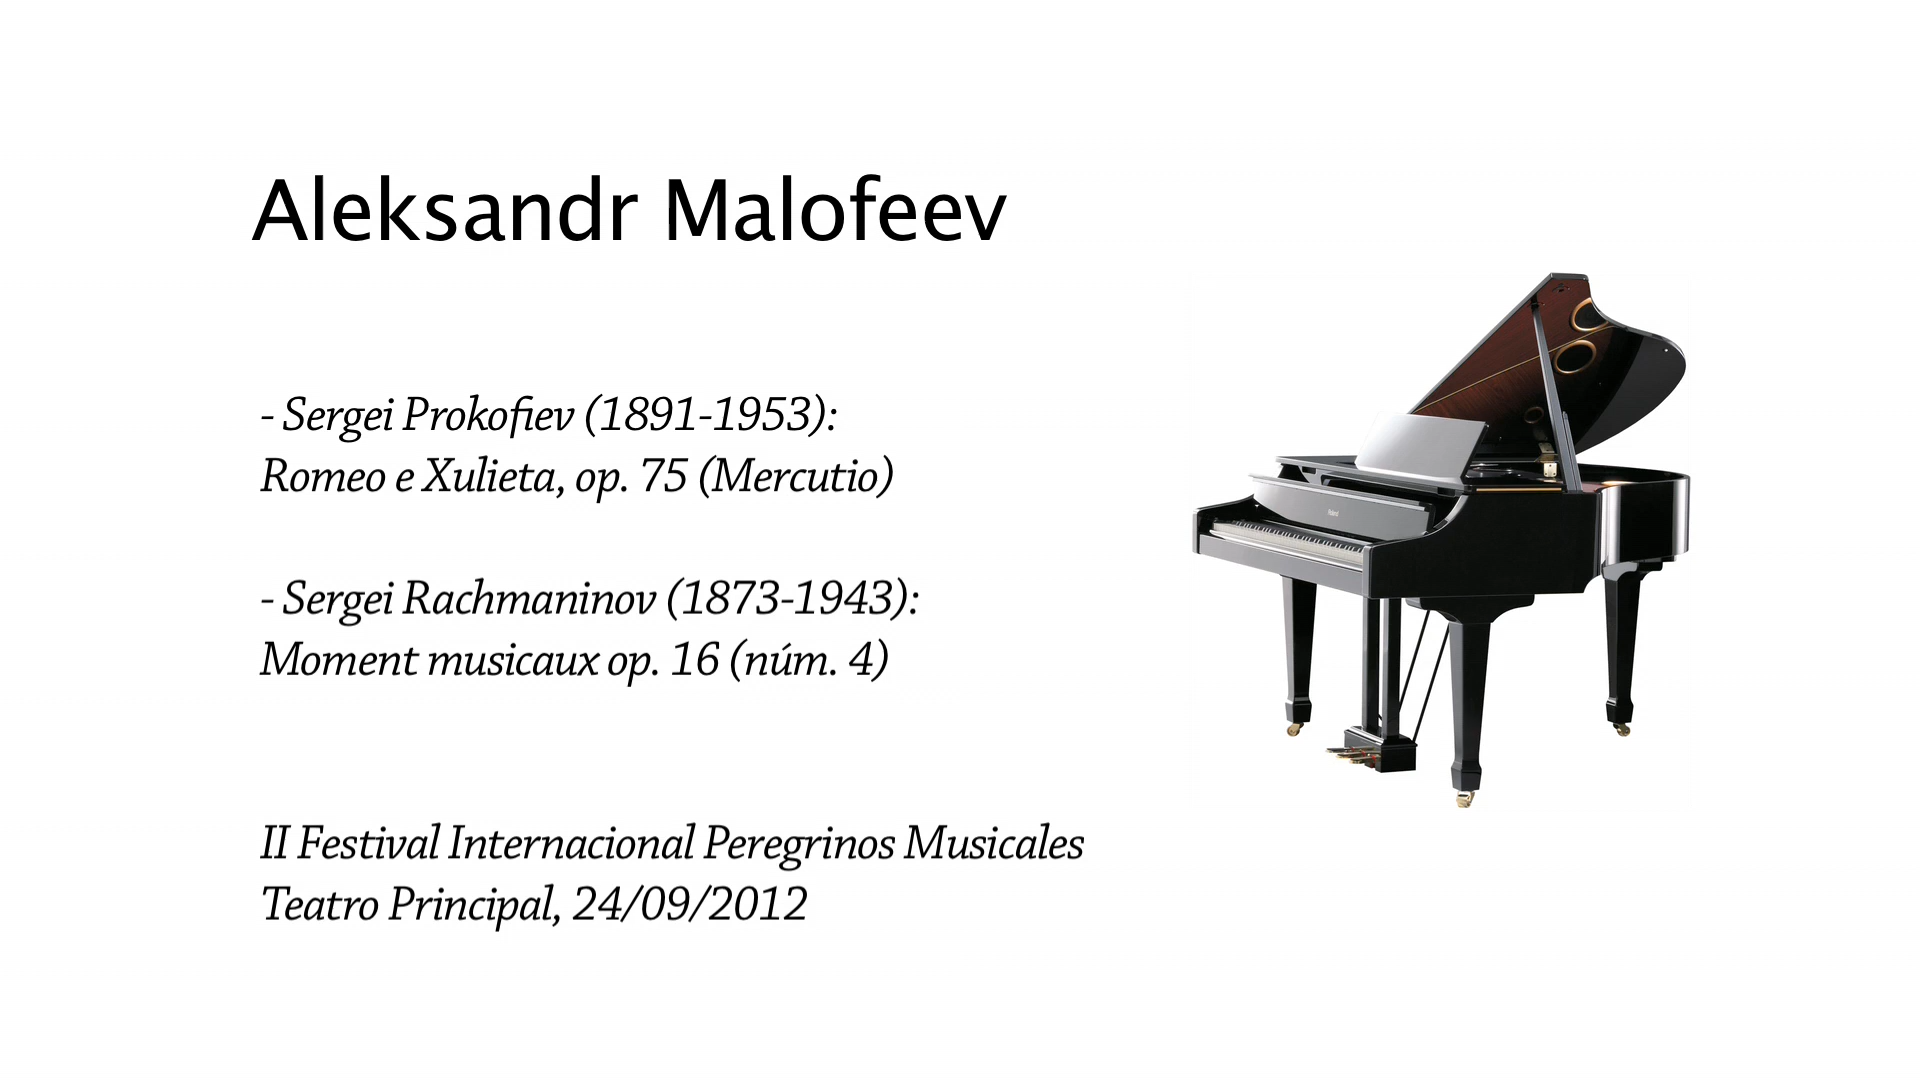 Aleksandr Malofeev
- Sergei Prokofiev (1891-1953):
Romeo e Xulieta, op. 75 (Mercutio)
- Sergei Rachmaninov (1873-1943):
Moment musicaux op. 16 (núm. 4)
II Festival Internacional Peregrinos Musicales
Teatro Principal, 24/09/2012
Roland